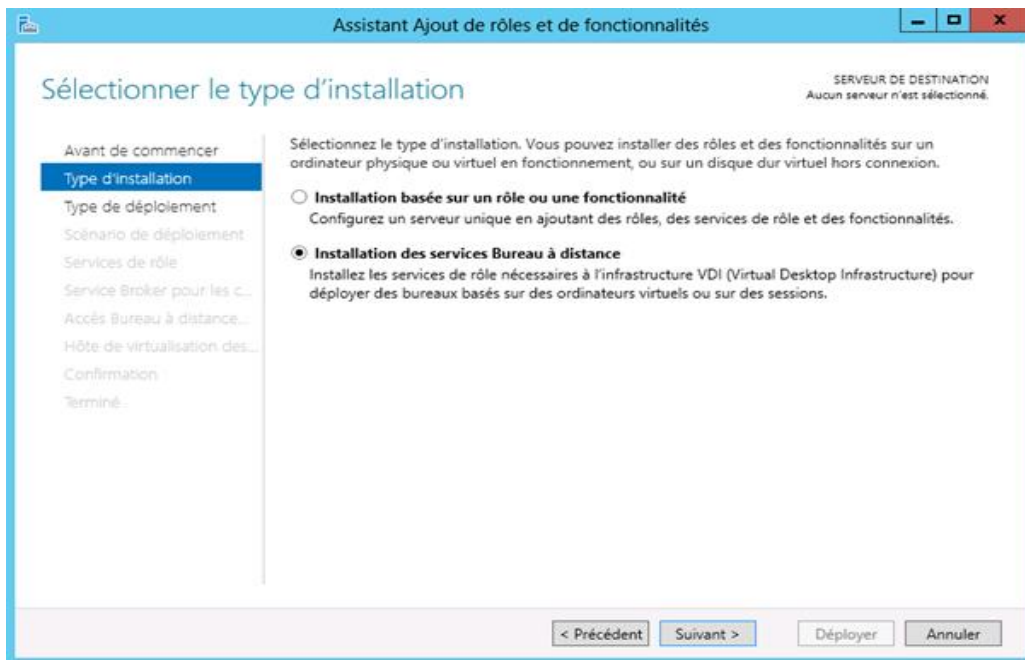 Assistant Ajout de rôles et de fonctionnalités
Sélectionner le type d'installation
SERVEUR DE DESTINATION
Aucun serveur n'est sélectionné.
Avant de commencer
Type d'installation
Type de déploiement
Scénario de déploiement
Services de rôle
Service Broker pour les c...
Accès Bureau à distance...
Hôte de virtualisation des...
Confirmation
Terminé
Sélectionnez le type d'installation. Vous pouvez installer des rôles et des fonctionnalités sur un
ordinateur physique ou virtuel en fonctionnement, ou sur un disque dur virtuel hors connexion.
Installation basée sur un rôle ou une fonctionnalité
Configurez un serveur unique en ajoutant des rôles, des services de rôle et des fonctionnalités.
Installation des services Bureau à distance
Installez les services de rôle nécessaires à l'infrastructure VDI (Virtual Desktop Infrastructure) pour
déployer des bureaux basés sur des ordinateurs virtuels ou sur des sessions.
< Précédent Suivant > Déployer Annuler